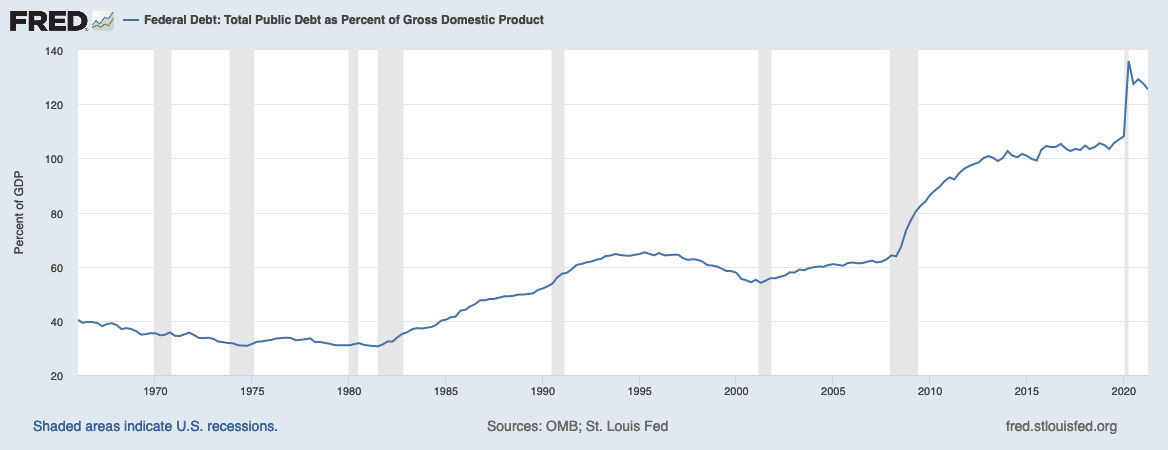 FRED Federal Debt: Total Public Debt as Percent of Gross Domestic Product
140
120
100
80
60
40
20
Percent of GDP
1970 1975 1980 1985 1990 1995 2000 2005 2010 2015 2020
Shaded areas indicate U.S. recessions. Sources: OMB; St. Louis Fed fred.stlouisfed.org